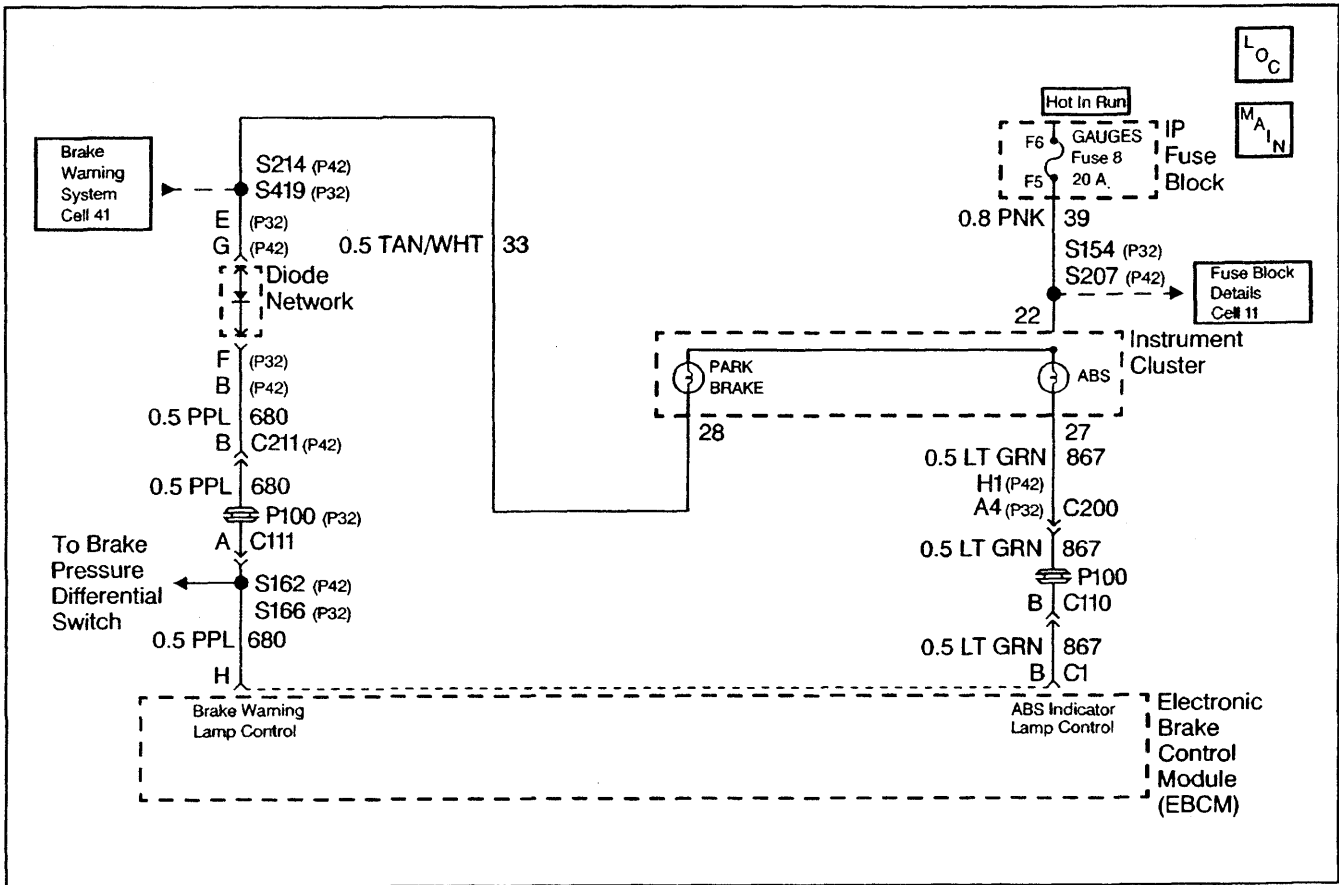 LOC
MAIN
Hot In Run
F6
GAUGES
Fuse 8
F5
20 A
IP
Fuse
Block
0.8 PNK 39
S154 (P32)
S207 (P42)
Fuse Block
Details
Cell 11
22
Instrument
Cluster
PARK
BRAKE
ABS
28
27
Brake
Warning
System
Cell 41
S214 (P42)
S419 (P32)
E (P32)
G (P42)
0.5 TAN/WHT 33
Diode
Network
F (P32)
B (P42)
0.5 PPL 680
B C211 (P42)
0.5 PPL 680
P100 (P32)
A C111
To Brake
Pressure
Differential
Switch
S162 (P42)
S166 (P32)
0.5 PPL 680
H
0.5 LT GRN 867
H1 (P42)
A4 (P32) C200
0.5 LT GRN 867
P100
B C110
0.5 LT GRN 867
B C1
Brake Warning
Lamp Control
ABS Indicator
Lamp Control
Electronic
Brake
Control
Module
(EBCM)